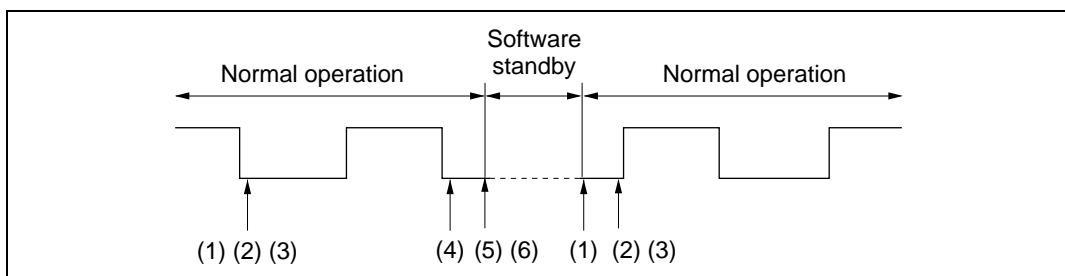 Software
standby
Normal operation
Normal operation
(1) (2) (3)
(4)
(5) (6)
(1)
(2) (3)